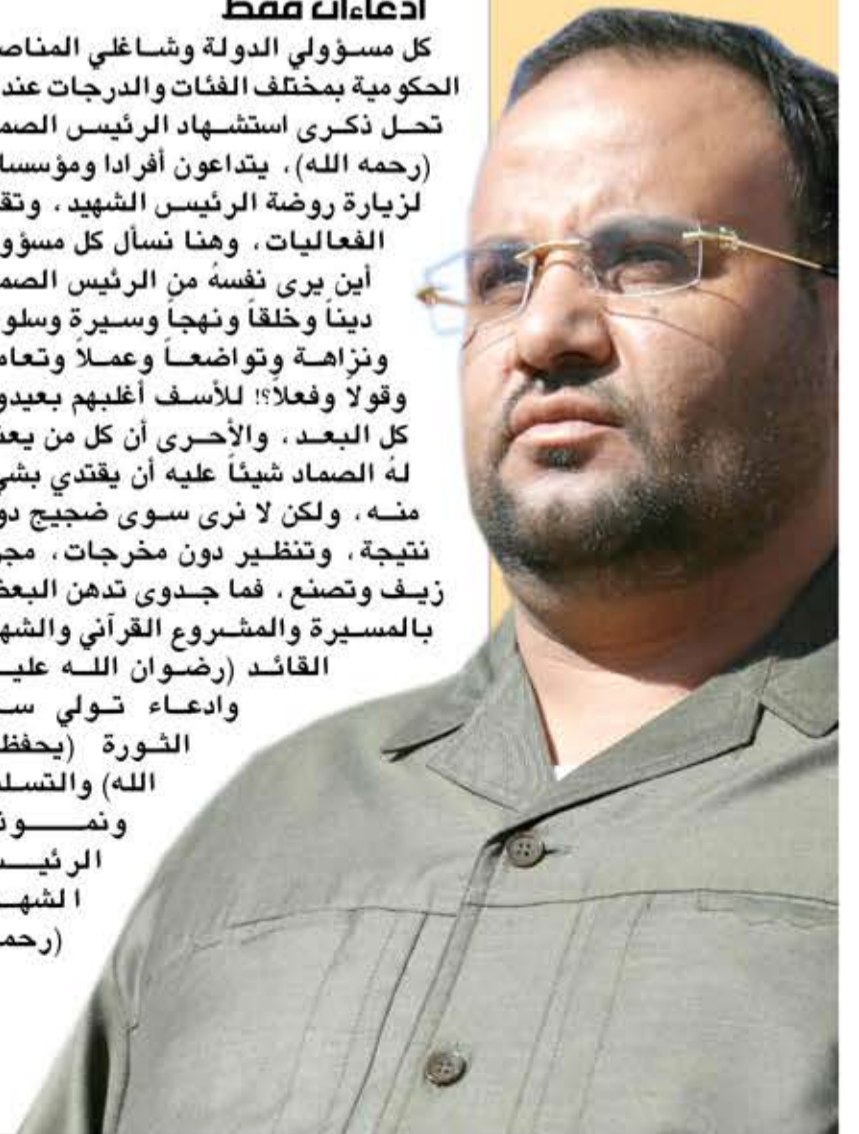 ادعاءات فقط
كل مسؤولي الدولة وشاغلي المناص
الحكومية بمختلف الفئات والدرجات عند
تحل ذكرى استشهاد الرئيس الصم
(رحمه الله)، يتداعون أفرادا ومؤسسا
لزيارة روضة الرئيس الشهيد، وتق
الفعاليات، وهنا نسأل كل مسؤو
أين يرى نفسهُ من الرئيس الصم
ديناً وخلقاً ونهجاً وسيرة وسلو
ونزاهة وتواضعاً وعملاً وتعام
وقولاً وفعلاً؟! للأسف أغلبهم بعيدو
كل البعد، والأحرى أن كل من يعن
لهُ الصماد شيئاً عليه أن يقتدي بشي
منه، ولكن لا نرى سوى ضجيج دو
نتيجة، وتنظير دون مخرجات، مجر
زيف وتصنع، فما جدوى تدهن البعض
بالمسيرة والمشروع القرآني والشه
القائد (رضوان الله علي
وادعاء تولي س
الثورة (يحفظ
الله) والتسل
ونمون
الرئيس
الشه
(رحم